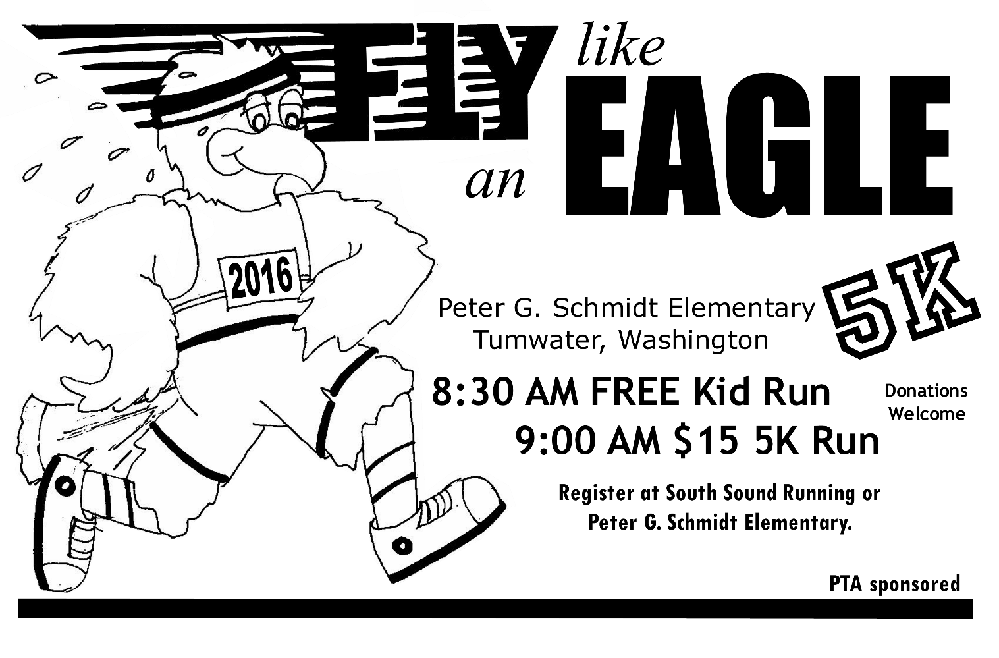 FLY like
an EAGLE
2016
5K
Peter G. Schmidt Elementary
Tumwater, Washington
8:30 AM FREE Kid Run
Donations
Welcome
9:00 AM $15 5K Run
Register at South Sound Running or
Peter G. Schmidt Elementary.
PTA sponsored